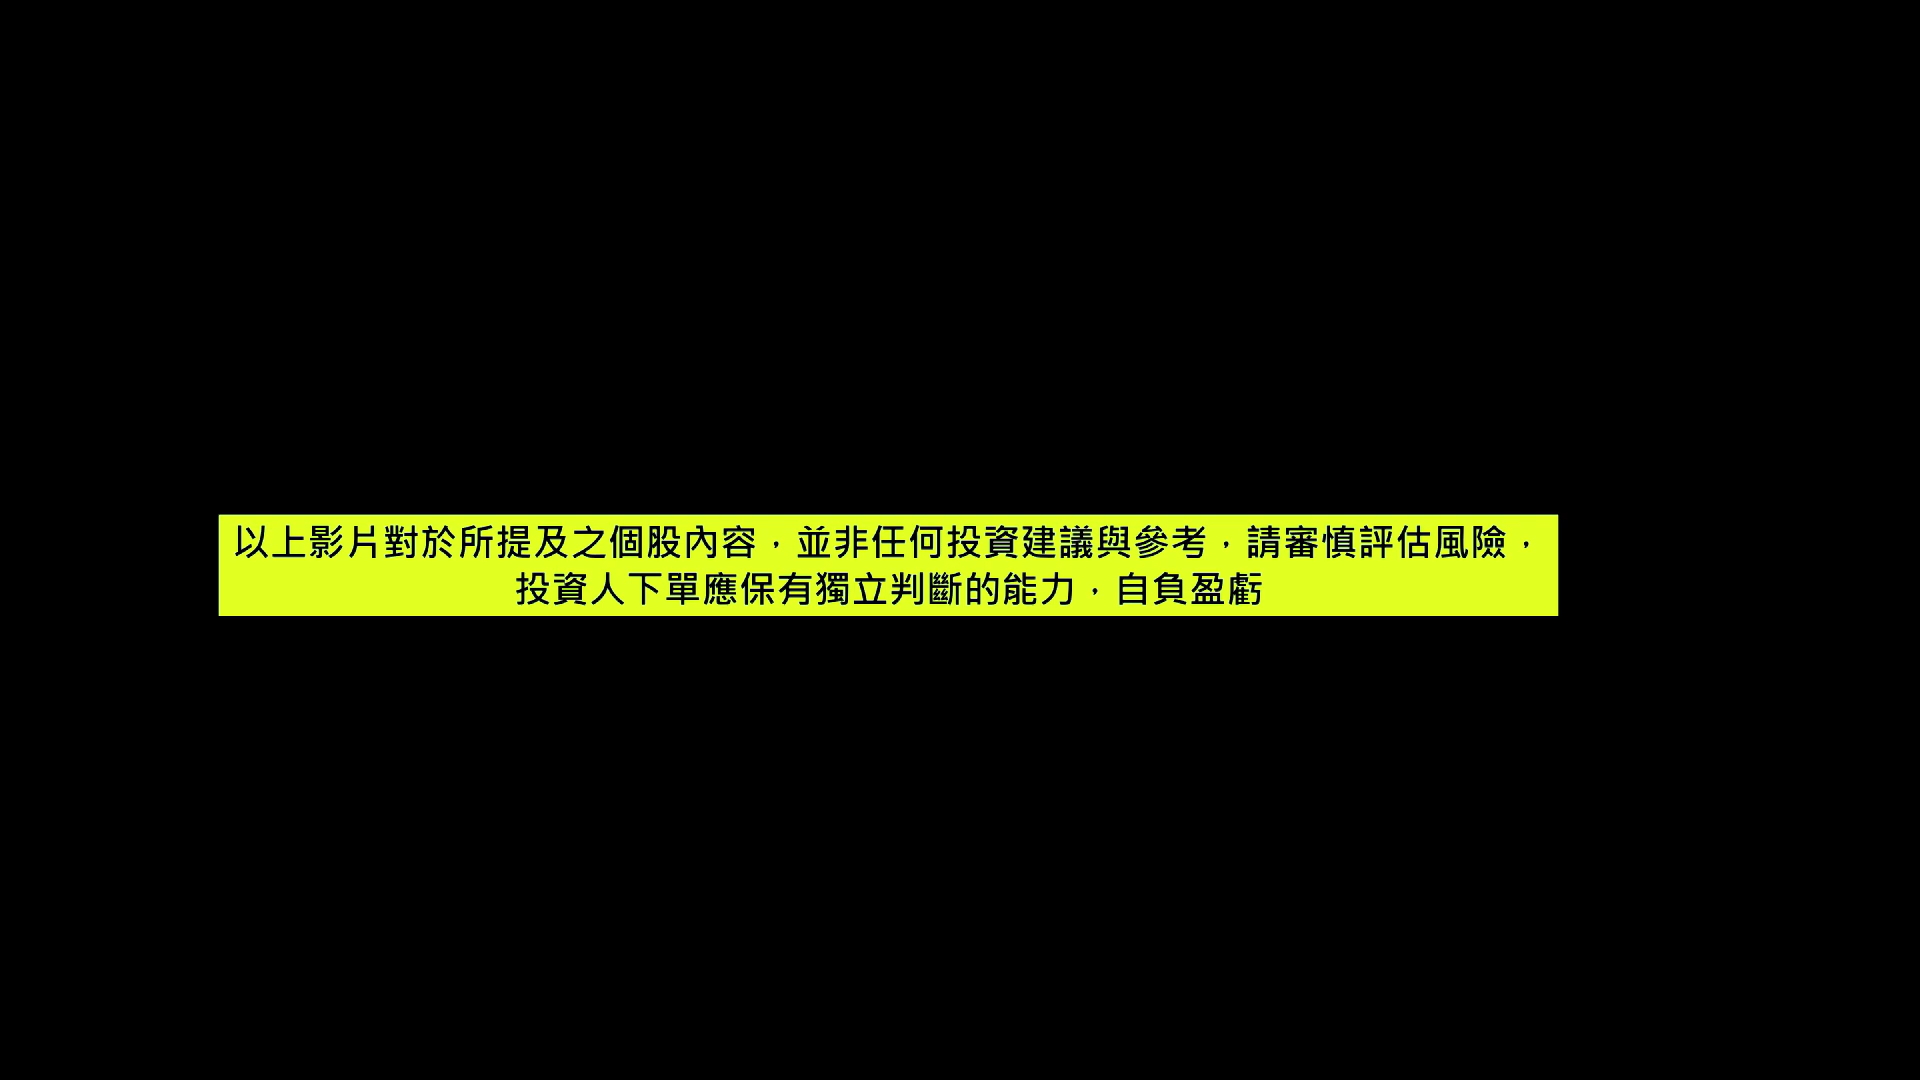 以上影片對於所提及之個股內容，並非任何投資建議與參考，請審慎評估風險，
投資人下單應保有獨立判斷的能力，自負盈虧